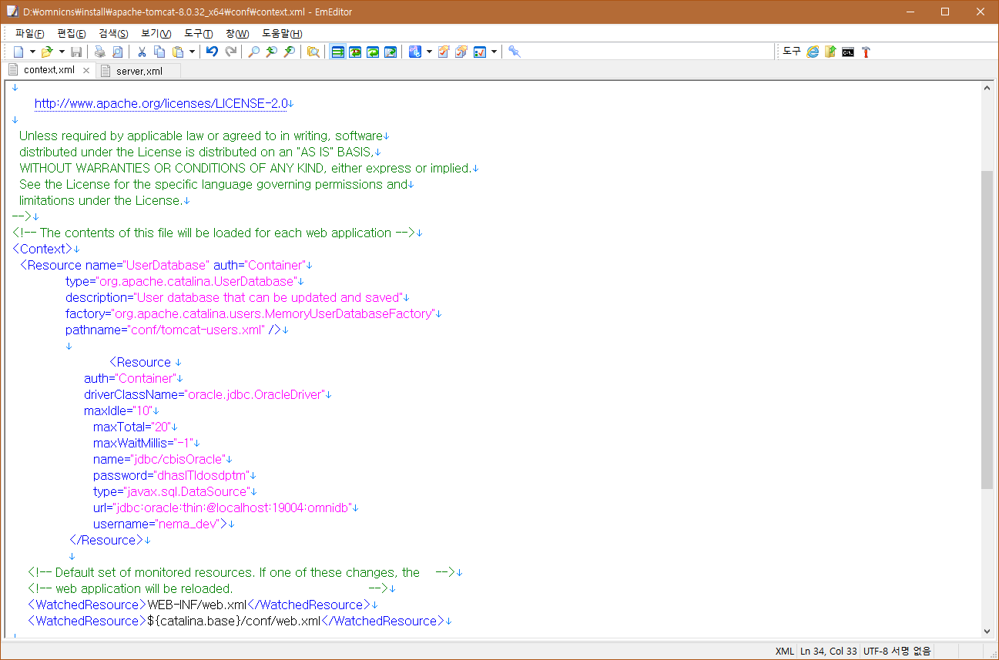 D:\omnicns\install\apache-tomcat-8.0.32_x64\conf\context.xml - EmEditor
파일(F) 편집(E) 검색(S) 보기(V) 도구(T) 창(W) 도움말(H)
도구
context.xml server.xml
http://www.apache.org/licenses/LICENSE-2.0
Unless required by applicable law or agreed to in writing, software
distributed under the License is distributed on an "AS IS" BASIS,
WITHOUT WARRANTIES OR CONDITIONS OF ANY KIND, either express or implied.
See the License for the specific language governing permissions and
limitations under the License.
-->
<!-- The contents of this file will be loaded for each web application -->
<Context>
<Resource name="UserDatabase" auth="Container"
type="org.apache.catalina.UserDatabase"
description="User database that can be updated and saved"
factory="org.apache.catalina.users.MemoryUserDatabaseFactory"
pathname="conf/tomcat-users.xml" />
<Resource
auth="Container"
driverClassName="oracle.jdbc.OracleDriver"
maxIdle="10"
maxTotal="20"
maxWaitMillis="-1"
name="jdbc/cbisOracle"
type="javax.sql.DataSource"
url="jdbc:oracle:thin:@localhost:19004:omnidb"
username="nema_dev">
</Resource>
<!-- Default set of monitored resources. If one of these changes, the -->
<!-- web application will be reloaded. -->
<WatchedResource>WEB-INF/web.xml</WatchedResource>
<WatchedResource>${catalina.base}/conf/web.xml</WatchedResource>
XML Ln 34, Col 33 UTF-8 서명 없음